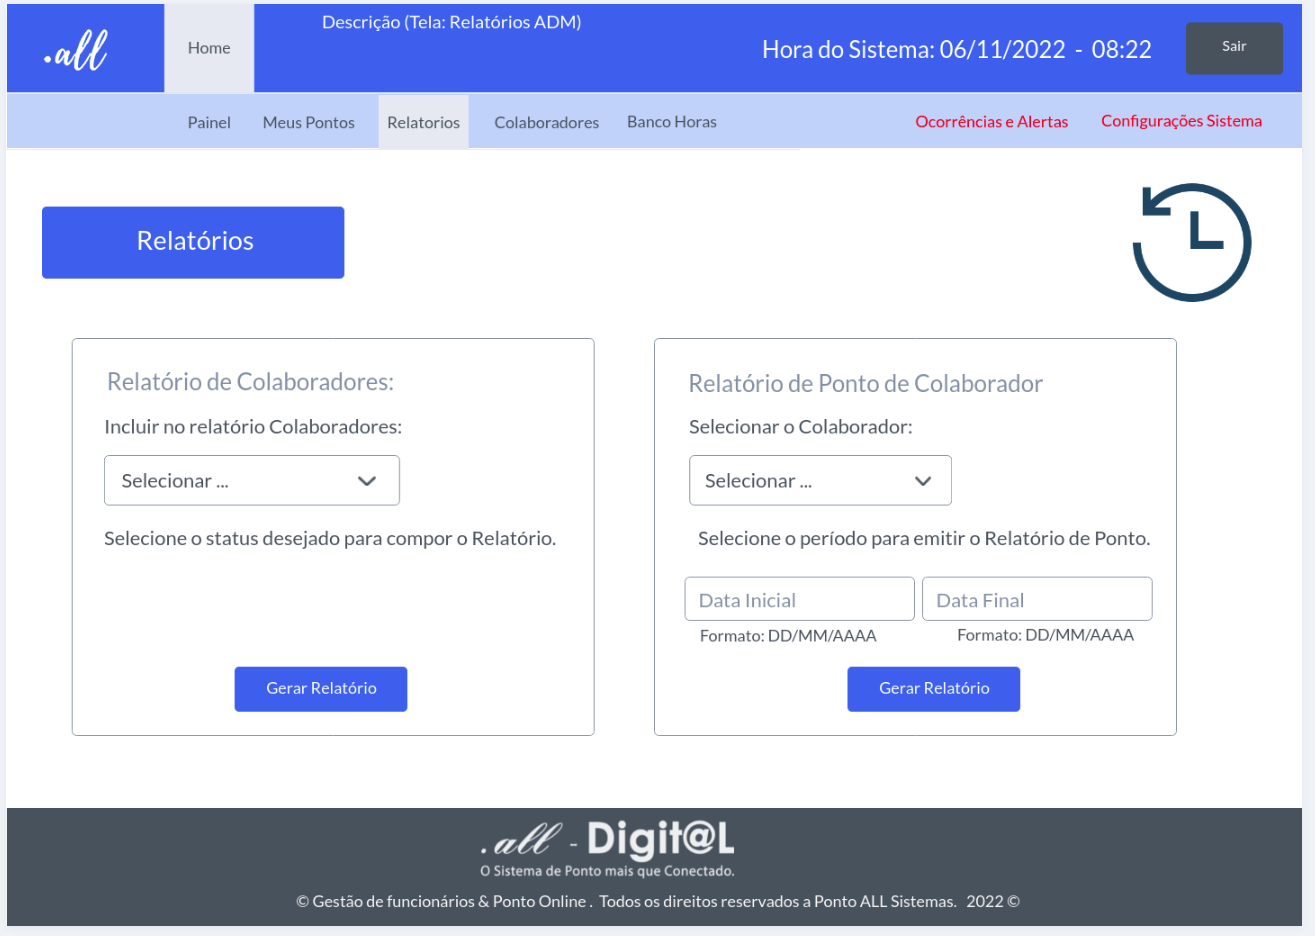 .all
Home
Descrição (Tela: Relatórios ADM)
Hora do Sistema: 06/11/2022 - 08:22
Sair
Painel
Meus Pontos
Relatorios
Colaboradores
Banco Horas
Ocorrências e Alertas
Configurações Sistema
Relatórios
Relatório de Colaboradores:
Incluir no relatório Colaboradores:
Selecionar ...
Selecione o status desejado para compor o Relatório.
Gerar Relatório
Relatório de Ponto de Colaborador
Selecionar o Colaborador:
Selecionar ...
Selecione o período para emitir o Relatório de Ponto.
Data Inicial
Data Final
Formato: DD/MM/AAAA
Formato: DD/MM/AAAA
Gerar Relatório
.all - Digit@L
O Sistema de Ponto mais que Conectado.
© Gestão de funcionários & Ponto Online . Todos os direitos reservados a Ponto ALL Sistemas. 2022 ©